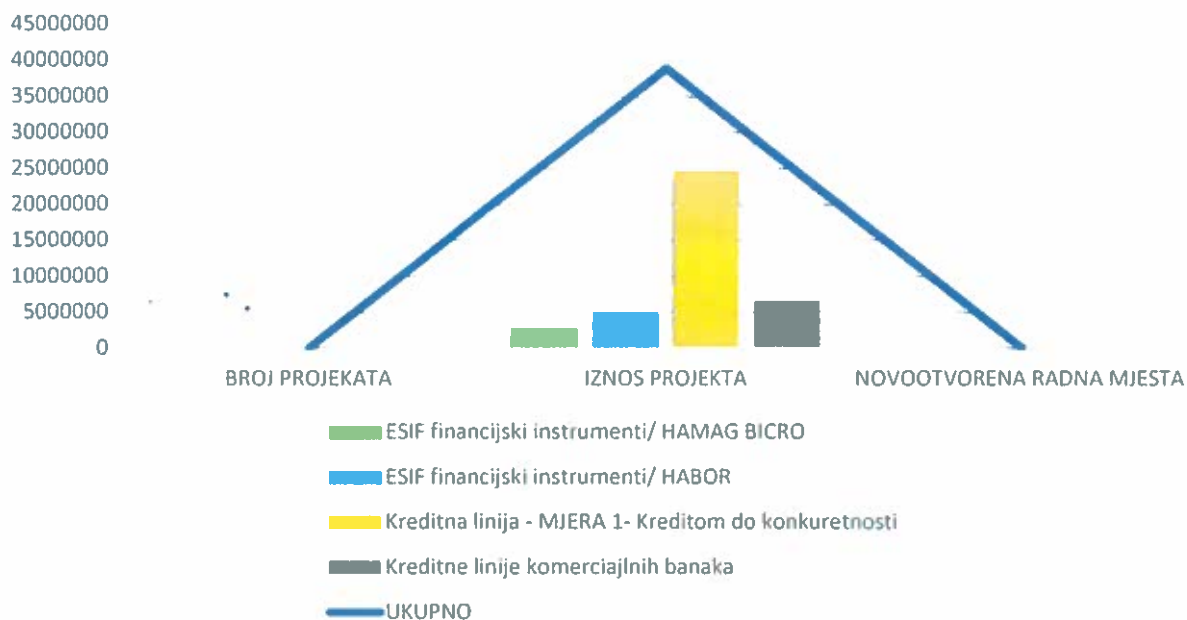 45000000
40000000
35000000
30000000
25000000
20000000
15000000
10000000
5000000
0
BROJ PROJEKATA
IZNOS PROJEKTA
NOVOOTVORENA RADNA MJESTA
ESIF financijski instrumenti/ HAMAG BICRO
ESIF financijski instrumenti/ HABOR
Kreditna linija - MJERA 1- Kreditom do konkuretnosti
Kreditne linije komerciajlnih banaka
UKUPNO